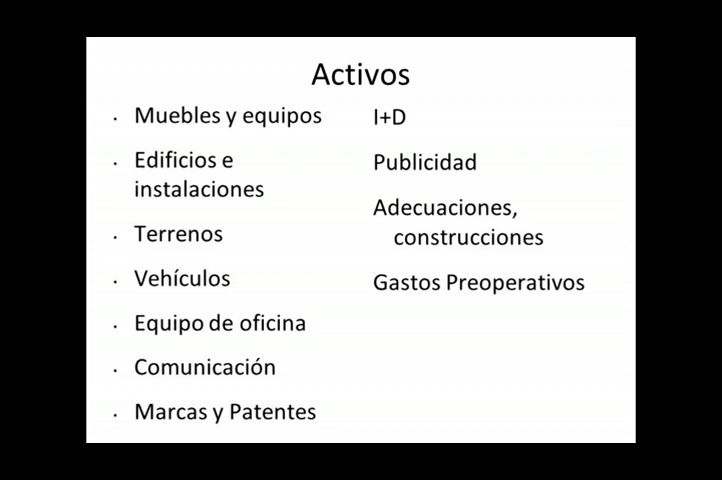 Activos
· Muebles y equipos
· Edificios e
instalaciones
· Terrenos
· Vehículos
· Equipo de oficina
· Comunicación
· Marcas y Patentes
I+D
Publicidad
Adecuaciones,
construcciones
Gastos Preoperativos